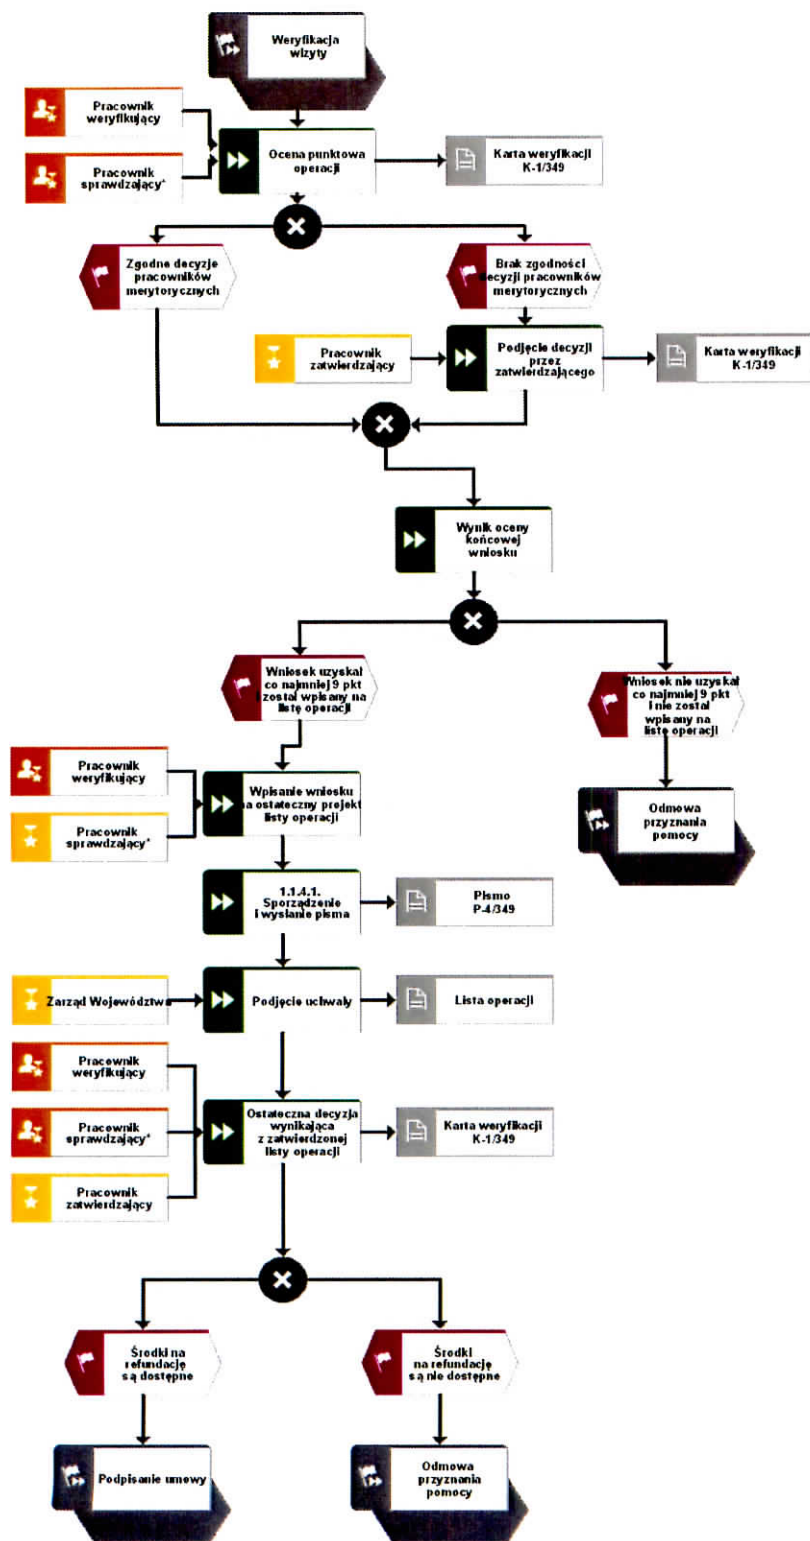 Weryfikacja
wizyty
Pracownik
weryfikujący
Pracownik
sprawdzający*
Ocena punktowa
operacji
Karta weryfikacji
K-1/349
Zgodne decyzje
pracowników
merytorycznych
Brak zgodności
decyzji pracowników
merytorycznych
Pracownik
zatwierdzający
Podjęcie decyzji
przez
zatwierdzającego
Karta weryfikacji
K-1/349
Wynik oceny
końcowej
wniosku
Wniosek uzyskał
co najmniej 9 pkt
i został wpisany na
listę operacji
Wniosek nie uzyskał
co najmniej 9 pkt
i nie został
wpisany na
listę operacji
Pracownik
weryfikujący
Pracownik
sprawdzający*
Wpisanie wniosku
na ostateczny projekt
listy operacji
Odmowa
przyznania
pomocy
1.1.4.1.
Sporządzenie
i wysłanie pisma
Pismo
P-4/349
Zarząd Województwa
Podjęcie uchwały
Lista operacji
Pracownik
weryfikujący
Pracownik
sprawdzający*
Pracownik
zatwierdzający
Ostateczna decyzja
wynikająca
z zatwierdzonej
listy operacji
Karta weryfikacji
K-1/349
Środki na
refundację
są dostępne
Środki
na refundację
są nie dostępne
Podpisanie umowy
Odmowa
przyznania
pomocy